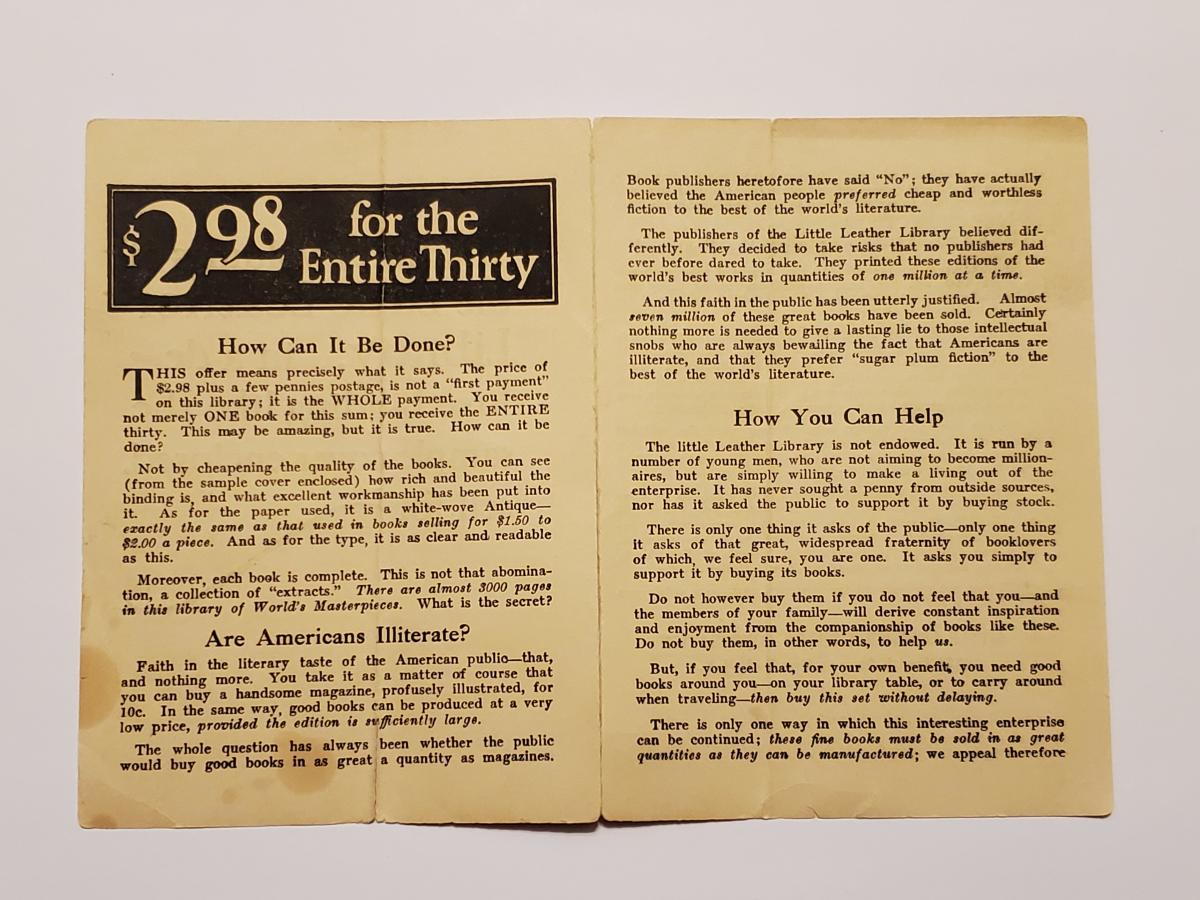 $2.98 for the
Entire Thirty
How Can It Be Done?
THIS offer means precisely what it says. The price of
$2.98 plus a few pennies postage, is not a "first payment"
on this library; it is the WHOLE payment. You receive
not merely ONE book for this sum; you receive the ENTIRE
thirty. This may be amazing, but it is true. How can it be
done?
Not by cheapening the quality of the books. You can see
(from the sample cover enclosed) how rich and beautiful the
binding is, and what excellent workmanship has been put into
it. As for the paper used, it is a white-wove Antique—
exactly the same as that used in books selling for $1.50 to
$2.00 a piece. And as for the type, it is as clear and readable
as this.
Moreover, each book is complete. This is not that abomina-
tion, a collection of "extracts." There are almost 3000 pages
in this library of World's Masterpieces. What is the secret?
Are Americans Illiterate?
Faith in the literary taste of the American public—that,
and nothing more. You take it as a matter of course that
you can buy a handsome magazine, profusely illustrated, for
10c. In the same way, good books can be produced at a very
low price, provided the edition is sufficiently large.
The whole question has always been whether the public
would buy good books in as great a quantity as magazines.
Book publishers heretofore have said "No"; they have actually
believed the American people preferred cheap and worthless
fiction to the best of the world's literature.
The publishers of the Little Leather Library believed dif-
ferently. They decided to take risks that no publishers had
ever before dared to take. They printed these editions of the
world's best works in quantities of one million at a time.
And this faith in the public has been utterly justified. Almost
seven million of these great books have been sold. Certainly
nothing more is needed to give a lasting lie to those intellectual
snobs who are always bewailing the fact that Americans are
illiterate, and that they prefer "sugar plum fiction" to the
best of the world's literature.
How You Can Help
The little Leather Library is not endowed. It is run by a
number of young men, who are not aiming to become million-
aires, but are simply willing to make a living out of the
enterprise. It has never sought a penny from outside sources,
nor has it asked the public to support it by buying stock.
There is only one thing it asks of the public—only one thing
it asks of that great, widespread fraternity of booklovers
of which, we feel sure, you are one. It asks you simply to
support it by buying its books.
Do not however buy them if you do not feel that you—and
the members of your family—will derive constant inspiration
and enjoyment from the companionship of books like these.
Do not buy them, in other words, to help us.
But, if you feel that, for your own benefit, you need good
books around you—on your library table, or to carry around
when traveling—then buy this set without delaying.
There is only one way in which this interesting enterprise
can be continued; these fine books must be sold in as great
quantities as they can be manufactured; we appeal therefore